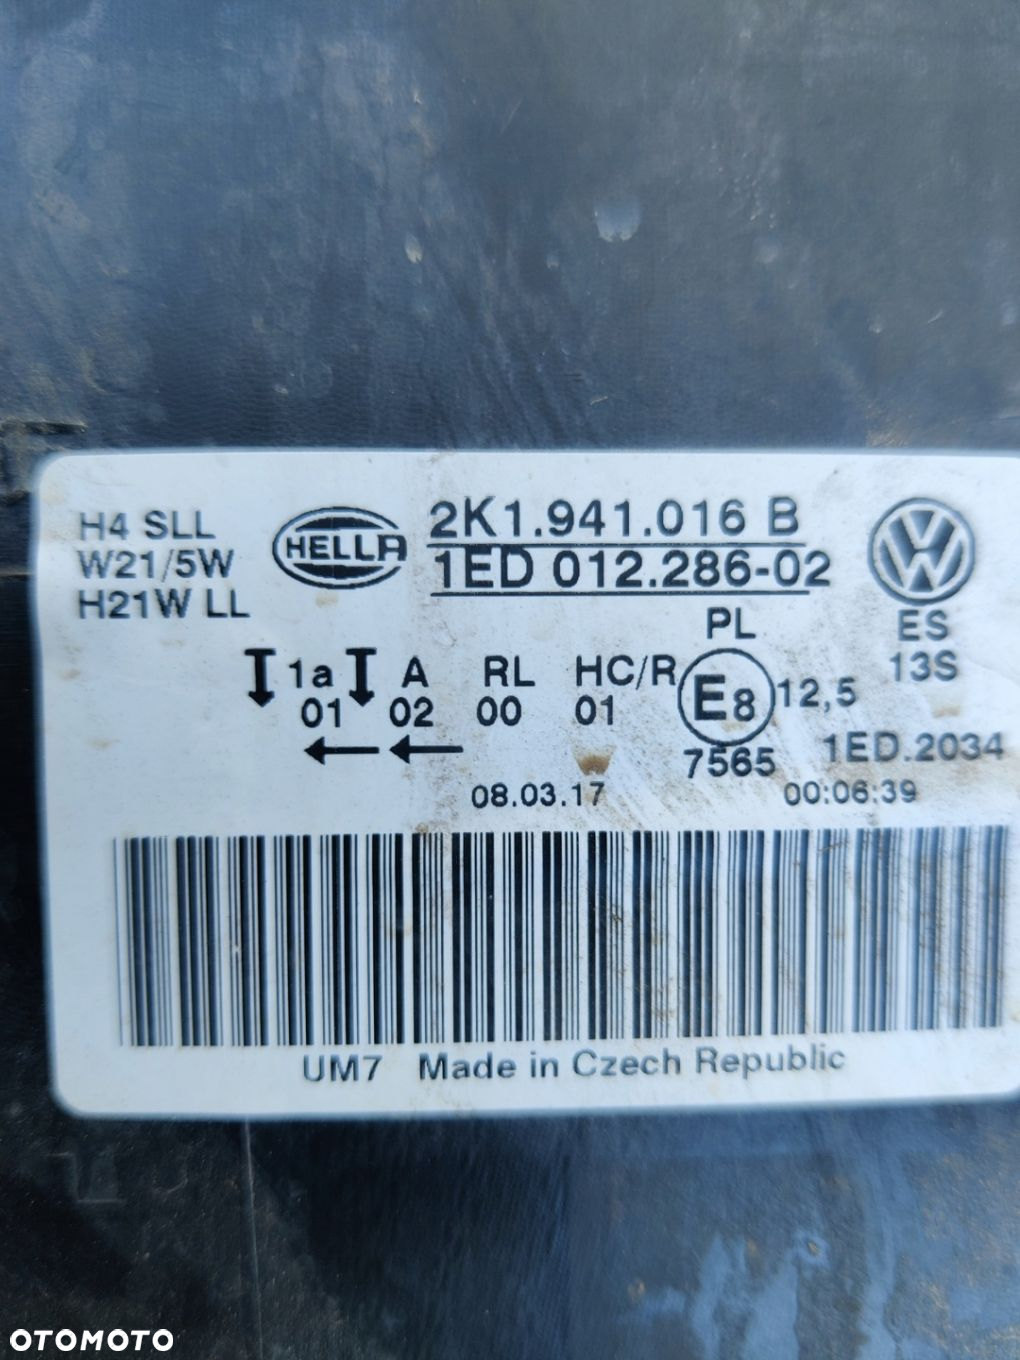 H4 SLL
W21/5W
H21W LL
HELLA
2K1.941.016 B
1ED 012.286-02
ES
13S
PL
1a A RL HC/R
01 02 00 01
E8
12,5
7565
1ED.2034
08.03.17
00:06:39
UM7 Made in Czech Republic
OTOMOTO